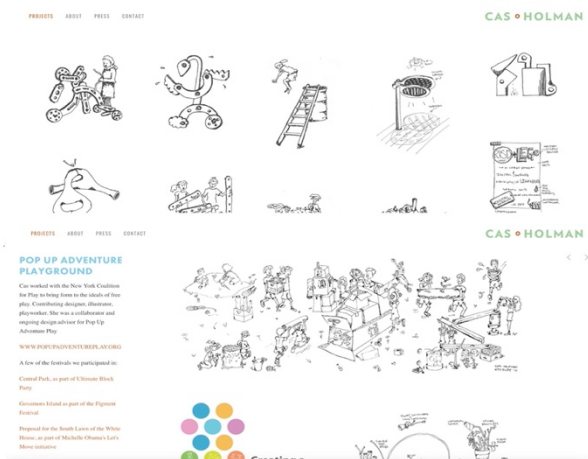 PROJECTS ABOUT PRESS CONTACT
CAS HOLMAN
PROJECTS ABOUT PRESS CONTACT
CAS HOLMAN
POP UP ADVENTURE
PLAYGROUND
Cas worked with the New York Coalition
for Play to bring form to the ideals of free
play. Contributing designer, illustrator,
playworker. She was a collaborator and
ongoing design advisor for Pop Up
Adventure Play
WWW.POPUPADVENTUREPLAY.ORG
A few of the festivals we participated in:
Central Park, as part of Ultimate Block
Party
Governors Island as part of the Figment
Festival
Proposal for the South Lawn of the White
House, as part of Michelle Obama's Let's
Move initiative